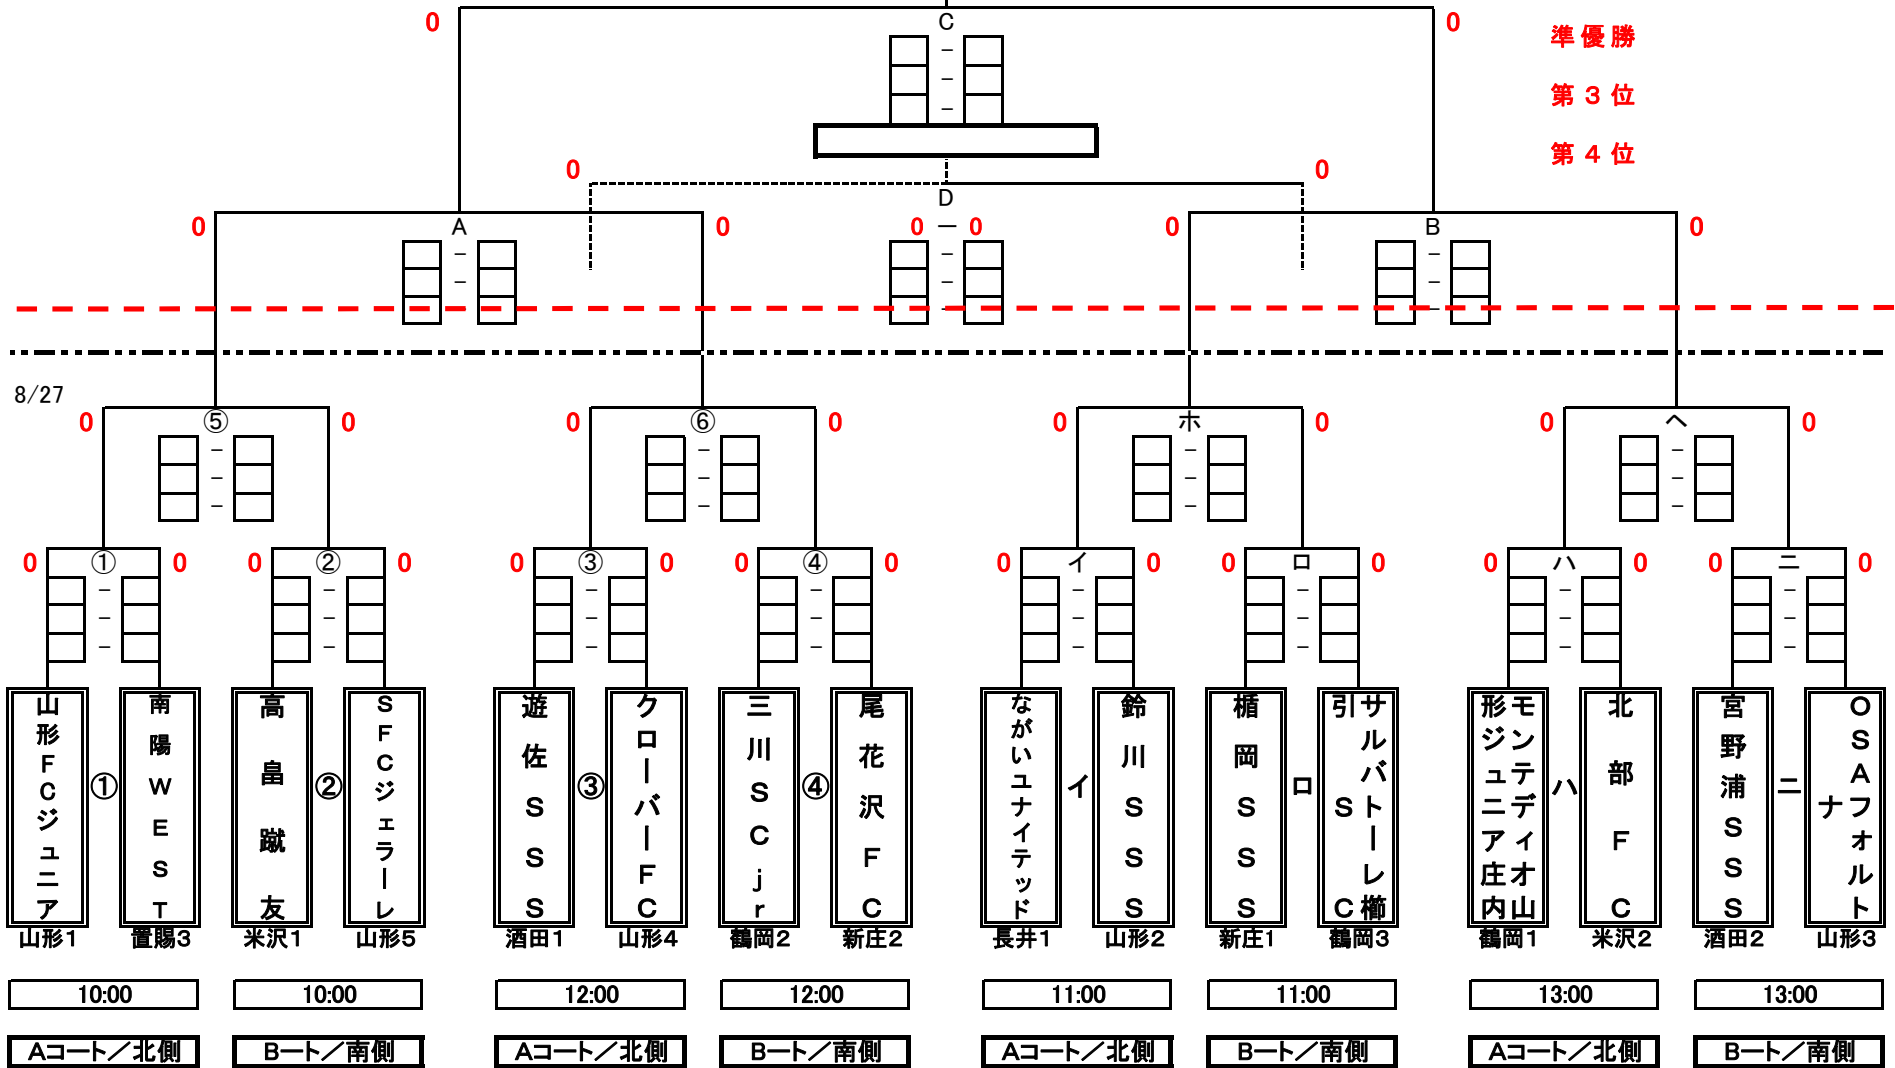 0 C 0 準優勝
－
－ 第３位
－
0 0 第４位
D
0 A 0 0 － 0 0 B 0
－ － －
－ － －
－ －
8/27
0 ⑤ 0 0 ⑥ 0 0 ホ 0 0 ヘ 0
－ － － －
－ － － －
－ － － －
0 ① 0 0 ② 0 0 ③ 0 0 ④ 0 0 イ 0 0 ロ 0 0 ハ 0 0 ニ 0
－ － － － － － － －
－ － － － － － － －
－ － － － － － － －
山形ＦＣジュニア
①
南陽ＷＥＳＴ
高畠蹴友
②
ＳＦＣジェラーレ
遊佐ＳＳＳ
③
クローバーＦＣ
三川ＳＣｊｒ
④
尾花沢ＦＣ
ながいユナイテッド
イ
鈴川ＳＳＳ
楯岡ＳＳＳ
ロ
サルバトーレ櫛
引ＳＣ
モンテディオ山
形ジュニア庄内
ハ
北部ＦＣ
宮野浦ＳＳＳ
ニ
ＯＳＡフォルト
ナ
山形1 置賜3 米沢1 山形5 酒田1 山形4 鶴岡2 新庄2 長井1 山形2 新庄1 鶴岡3 鶴岡1 米沢2 酒田2 山形3
10:00 10:00 12:00 12:00 11:00 11:00 13:00 13:00
Aコート／北側 Bート／南側 Aコート／北側 Bート／南側 Aコート／北側 Bート／南側 Aコート／北側 Bート／南側